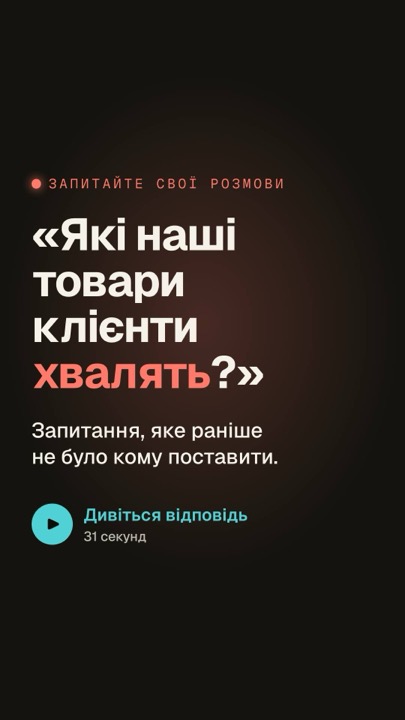 ЗАПИТАЙТЕ СВОЇ РОЗМОВИ
«Які наші
товари
клієнти
хвалять?»
Запитання, яке раніше
не було кому поставити.
Дивіться відповідь
31 секунд